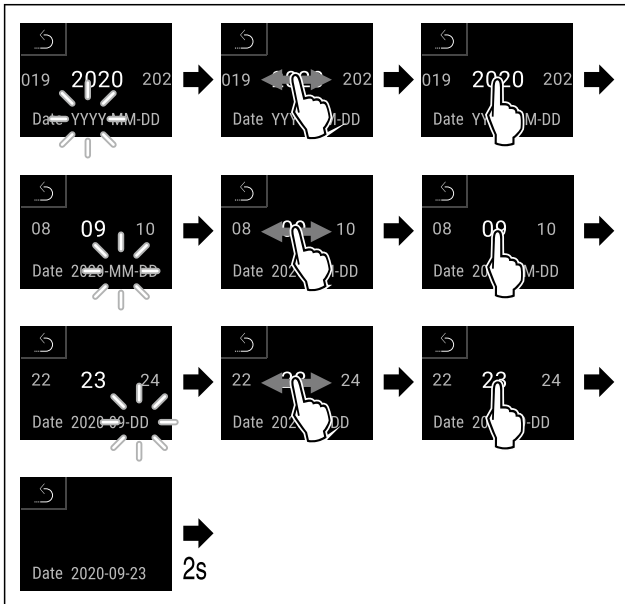 019 2020 202
Date YYYY-MM-DD
019 202
Date YYY -DD
019 2020 202
Date YY M-DD
08 09 10
Date 2020-MM-DD
08 10
Date 202 -DD
08 09 10
Date 20 M-DD
22 23 24
Date 2020-09-DD
22 24
Date 202 DD
22 23 24
Date 20 -DD
Date 2020-09-23
2s